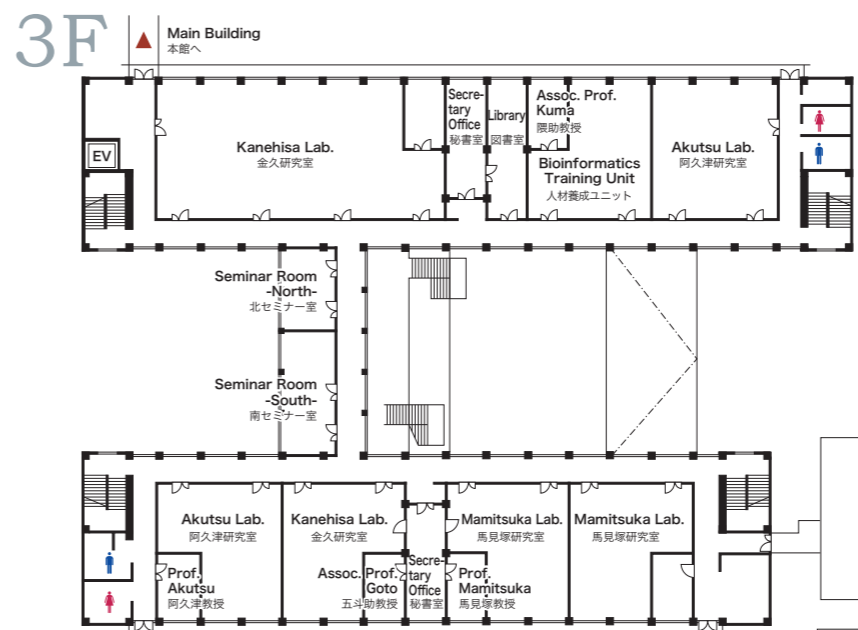 3F
Main Building
本館へ
EV
Kanehisa Lab.
金久研究室
Secre-
tary
Office
秘書室
Library
図書室
Assoc. Prof.
Kuma
隈助教授
Bioinformatics
Training Unit
人材養成ユニット
Akutsu Lab.
阿久津研究室
Seminar Room
-North-
北セミナー室
Seminar Room
-South-
南セミナー室
Akutsu Lab.
阿久津研究室
Prof.
Akutsu
阿久津教授
Kanehisa Lab.
金久研究室
Assoc. Prof.
Goto
五斗助教授
Secre-
tary
Office
秘書室
Mamitsuka Lab.
馬見塚研究室
Prof.
Mamitsuka
馬見塚教授
Mamitsuka Lab.
馬見塚研究室